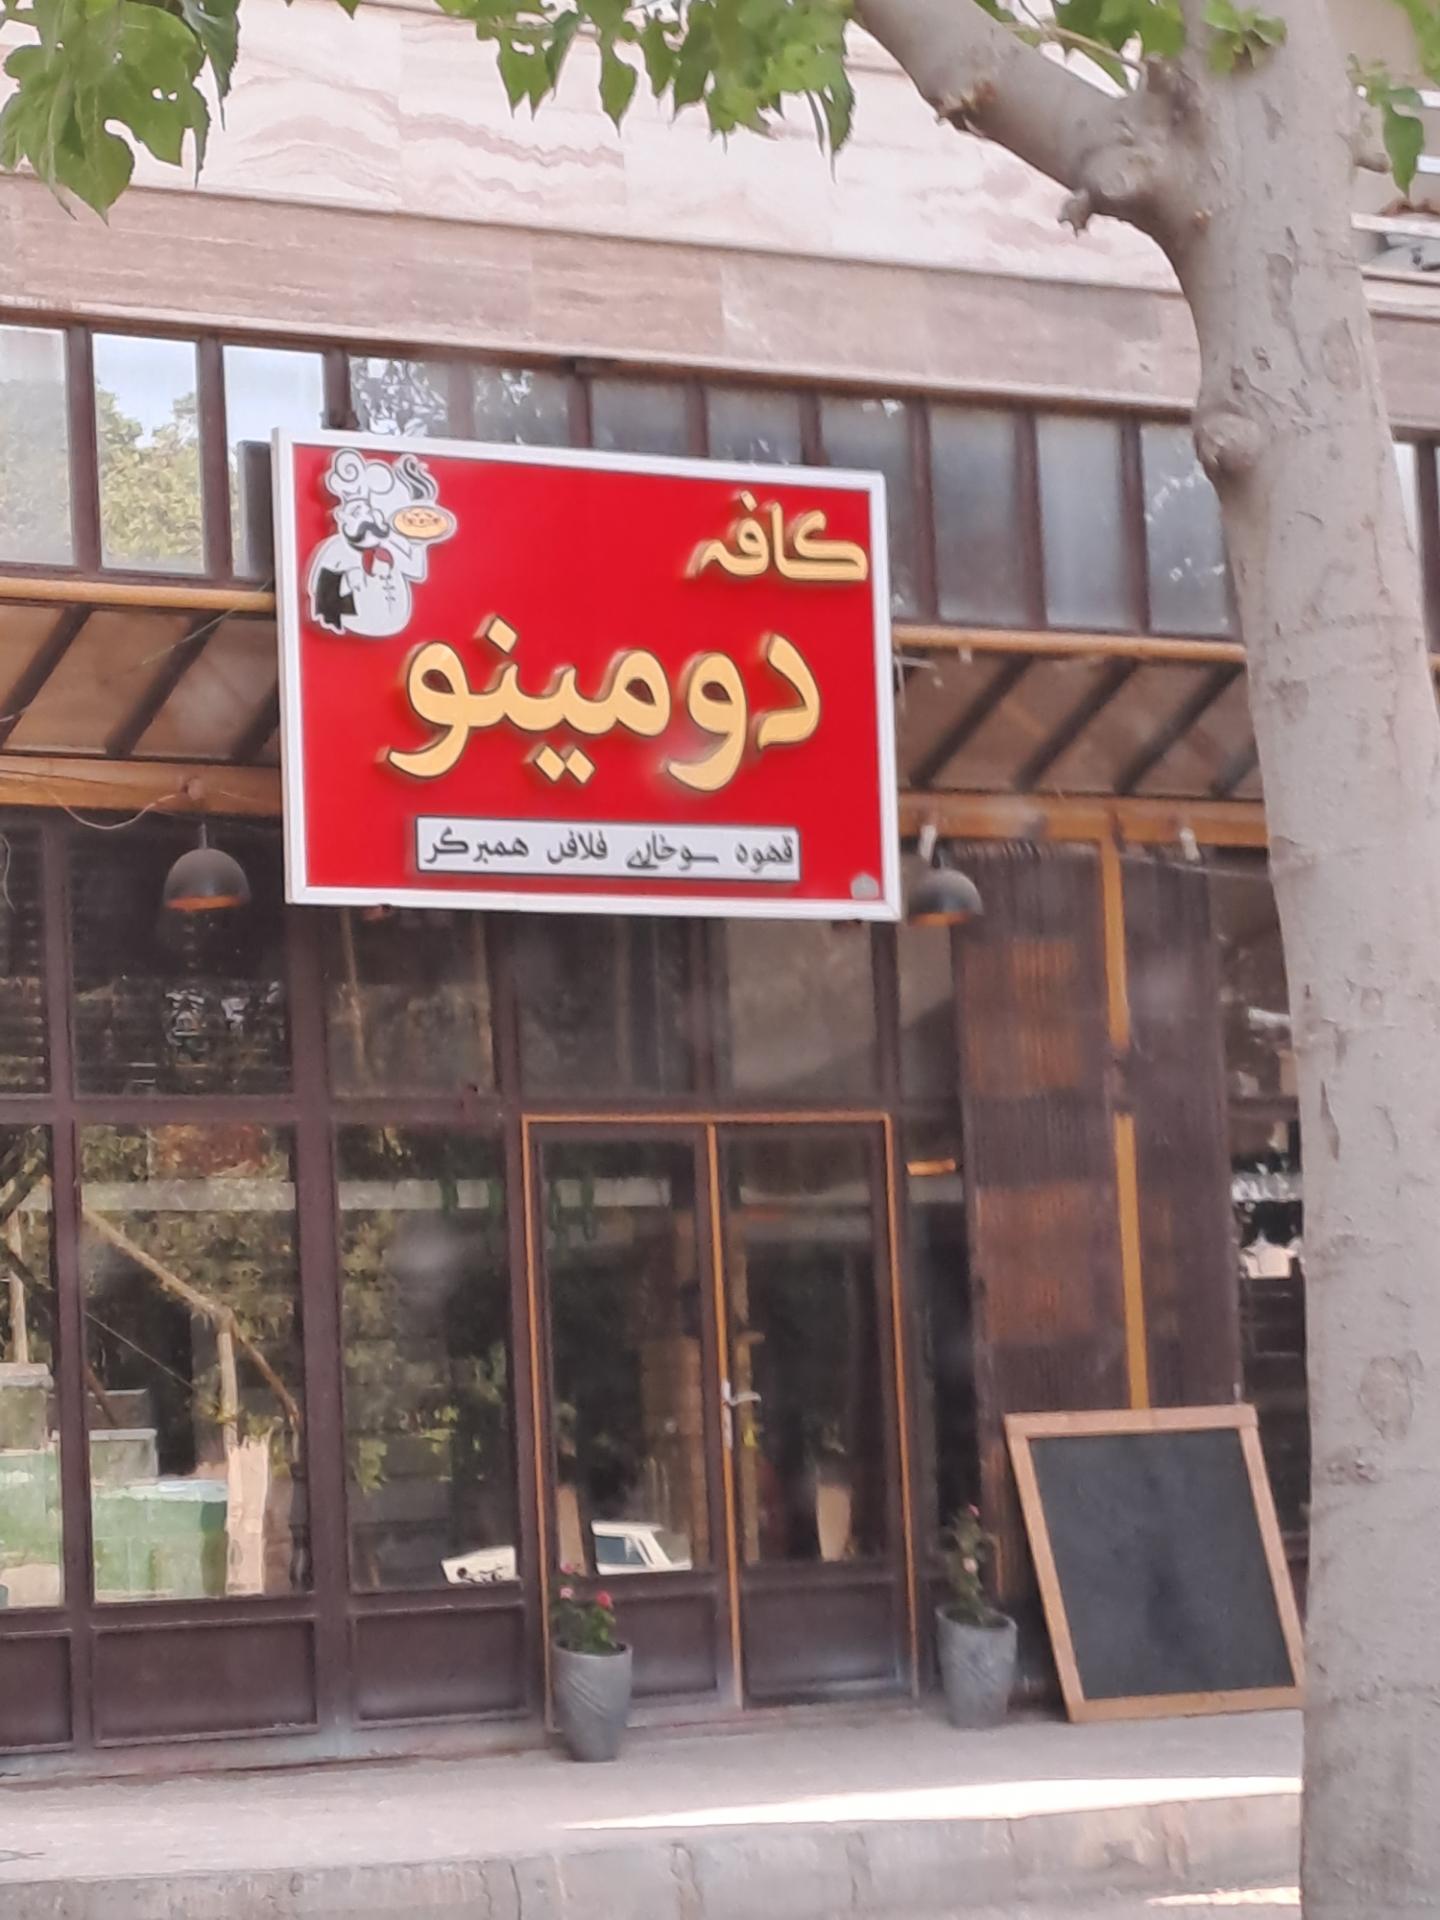 کافه
دومینو
قهوه سوخاری فلافل همبرگر